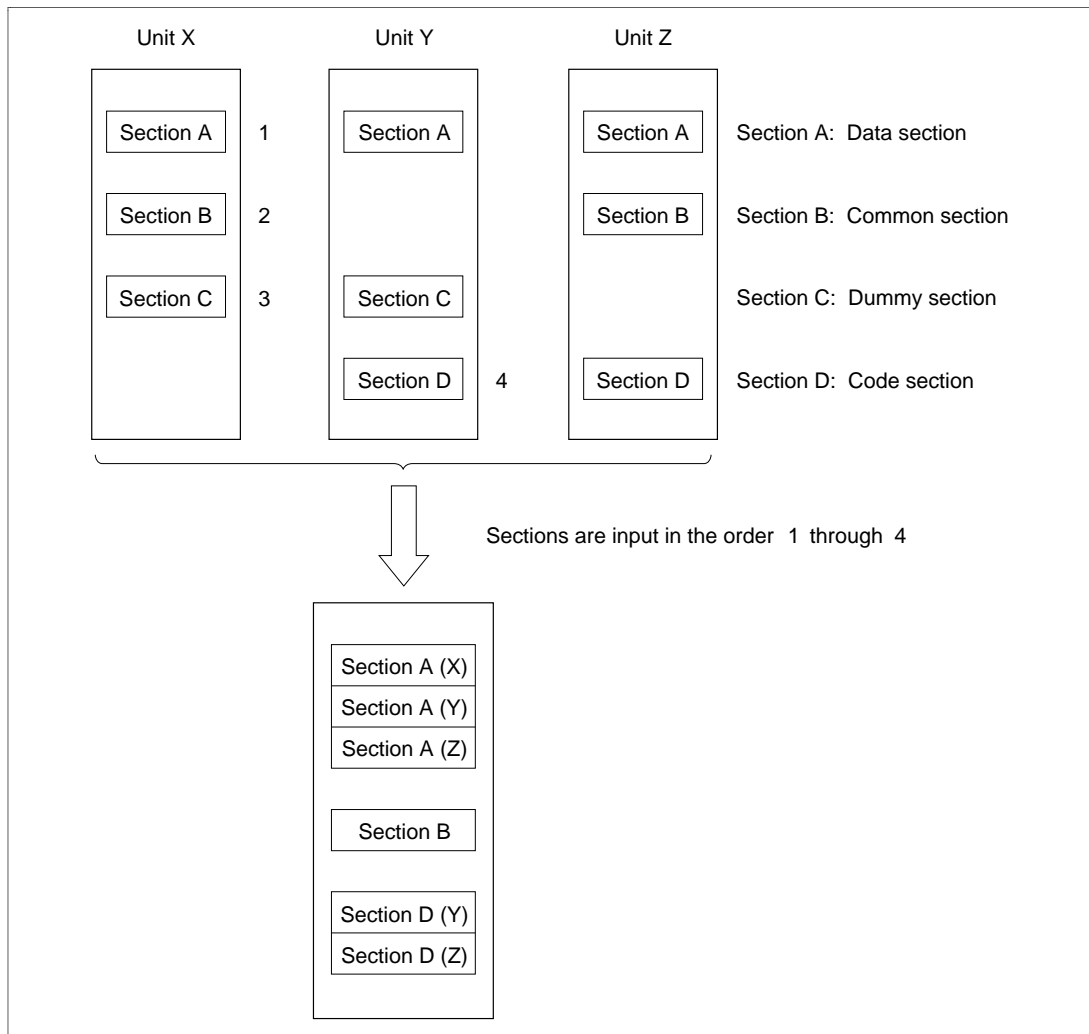 Unit X Unit Y Unit Z
Section A 1 Section A Section A Section A: Data section
Section B 2 Section B Section B: Common section
Section C 3 Section C Section C: Dummy section
Section D 4 Section D Section D: Code section
Sections are input in the order 1 through 4
Section A (X)
Section A (Y)
Section A (Z)
Section B
Section D (Y)
Section D (Z)